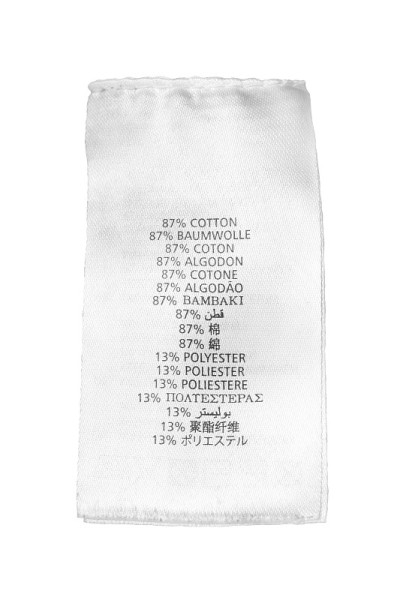 87% COTTON
87% BAUMWOLLE
87% COTON
87% ALGODON
87% COTONE
87% ALGODÃO
87% ΒΑΜΒΑΚΙ
87% قطن
87% 棉
87% 綿
13% POLYESTER
13% POLIESTER
13% POLIESTERE
13% ΠΟΛΤΕΣΤΕΡΑΣ
13% بوليستر
13% 聚酯纤维
13% ポリエステル